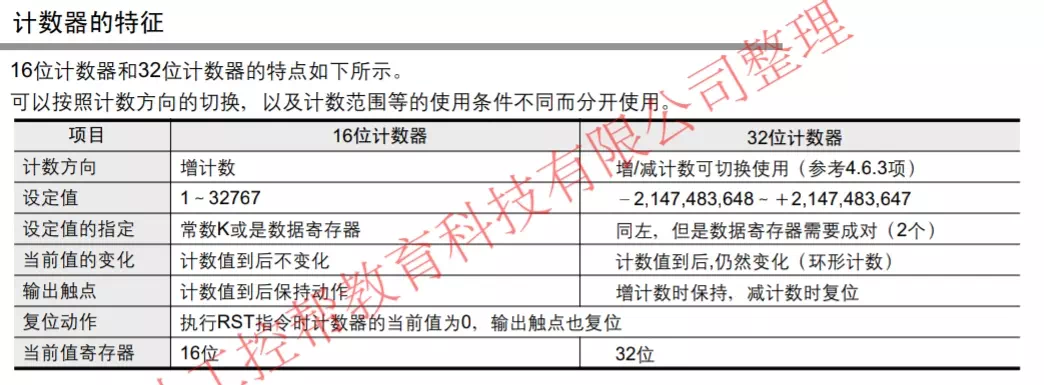 计数器的特征
16位计数器和32位计数器的特点如下所示。
可以按照计数方向的切换，以及计数范围等的使用条件不同而分开使用。
项目 16位计数器 32位计数器
计数方向 增计数 增/减计数可切换使用（参考4.6.3项）
设定值 1～32767 －2,147,483,648～＋2,147,483,647
设定值的指定 常数K或是数据寄存器 同左，但是数据寄存器需要成对（2个）
当前值的变化 计数值到后不变化 计数值到后,仍然变化（环形计数）
输出触点 计数值到后保持动作 增计数时保持，减计数时复位
复位动作 执行RST指令时计数器的当前值为0，输出触点也复位
当前值寄存器 16位 32位
工控帮教育科技有限公司整理